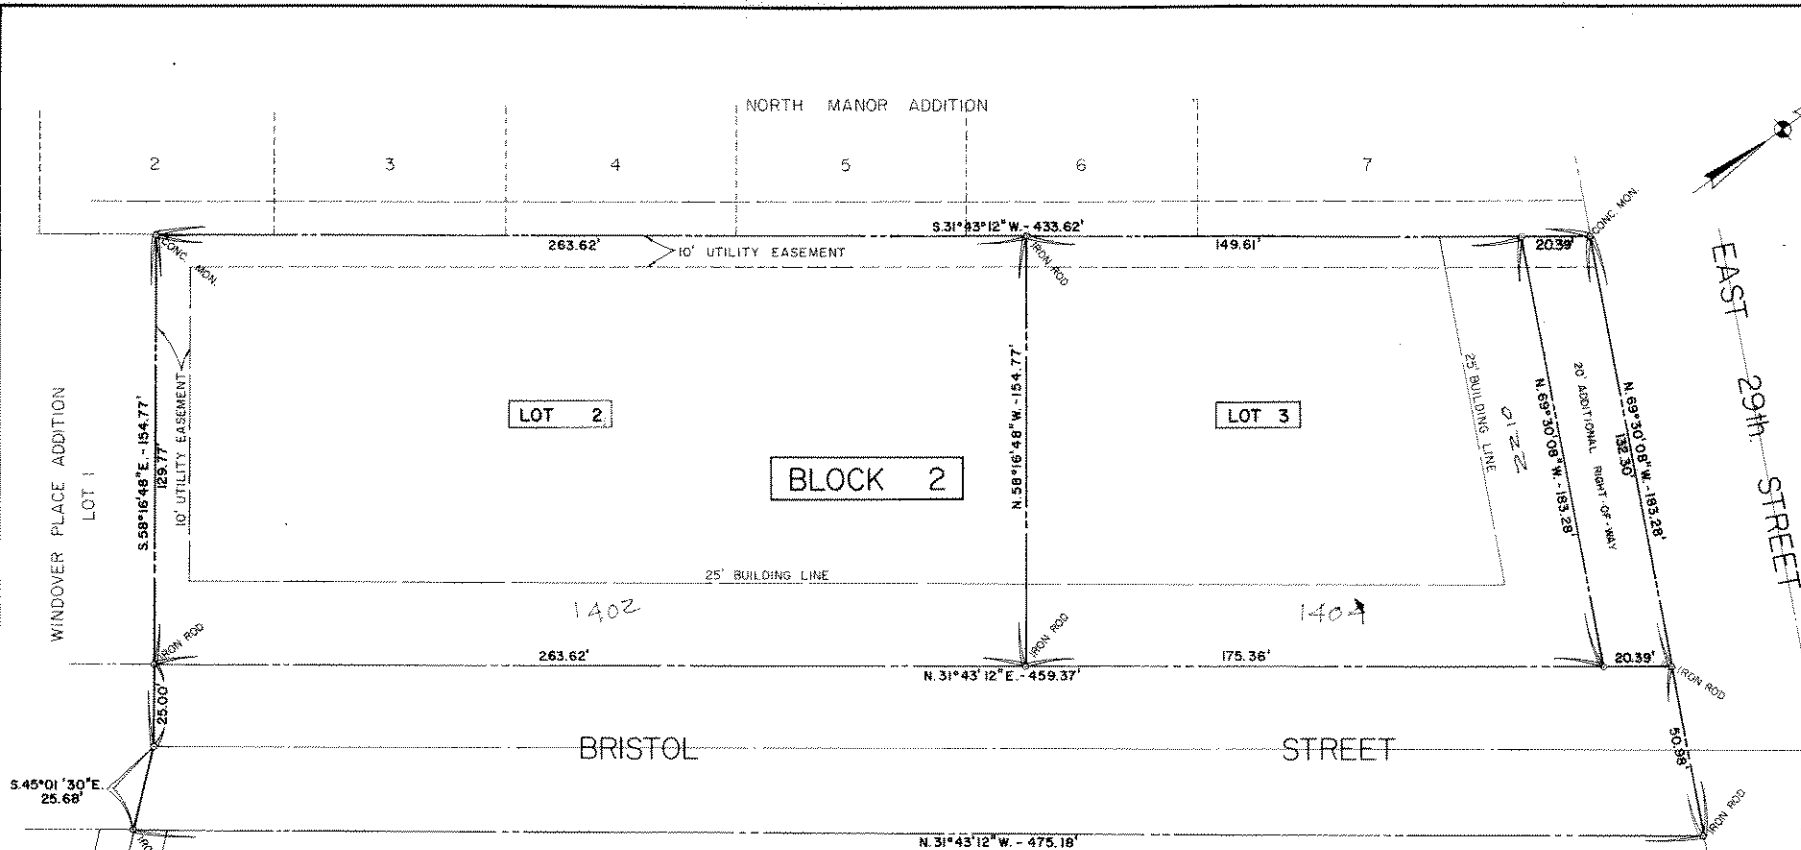 NORTH MANOR ADDITION
2 3 4 5 6 7
CONC. MON.
S.31°43'12"W.-433.62'
263.62'
149.61'
20.39'
10' UTILITY EASEMENT
CONC. MON.
IRON ROD
EAST 29th. STREET
WINDOVER PLACE ADDITION
LOT 1
S.58°16'48"E.-154.77'
129.77'
10' UTILITY EASEMENT
LOT 2
BLOCK 2
N.58°16'48"W.-154.77'
LOT 3
25' BUILDING LINE
2210
N.69°30'08"W.-183.28'
20' ADDITIONAL RIGHT-OF-WAY
N.69°30'08"W.-183.28'
132.30'
25' BUILDING LINE
1402
1404
IRON ROD
IRON ROD
263.62'
175.36'
20.39'
N.31°43'12"E.-459.37'
IRON ROD
25.00'
BRISTOL STREET
50.98'
S.45°01'30"E.
25.68'
IRON ROD
N.31°43'12"W.-475.18'